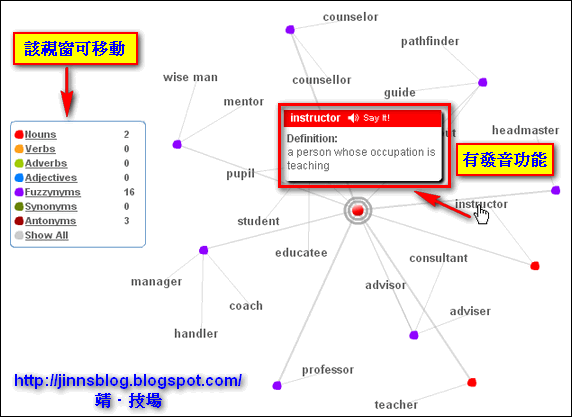 counselor
pathfinder
該視窗可移動
wise man
counsellor
guide
mentor
instructor Say It!
Definition:
a person whose occupation is
teaching
headmaster
有發音功能
Nouns 2
Verbs 0
Adverbs 0
Adjectives 0
Fuzzynyms 16
Synonyms 0
Antonyms 3
Show All
pupil
instructor
student
educatee
consultant
manager
advisor
coach
adviser
handler
professor
teacher
http://jinnsblog.blogspot.com/
靖．技場